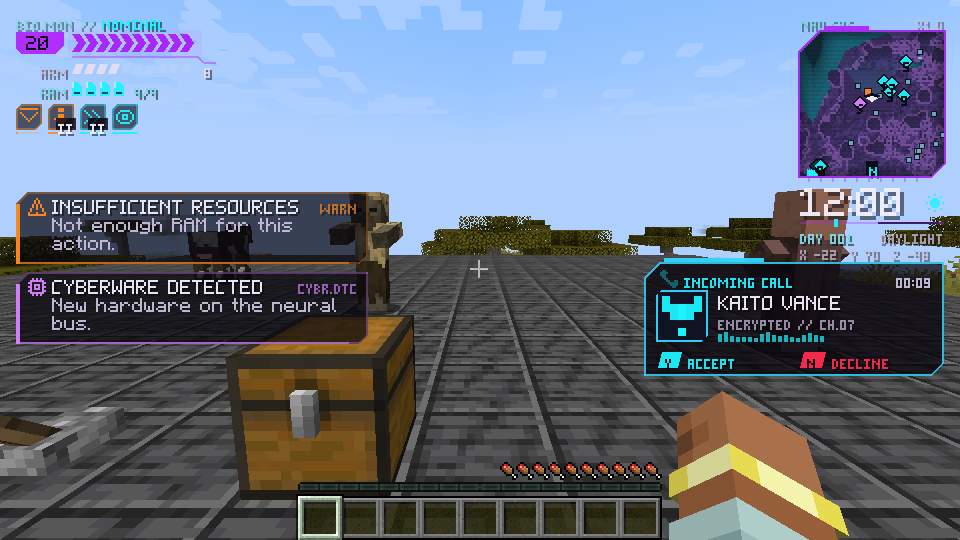 BIO.MON // NOMINAL
20
ARM 8
RAM 9/9
II II
X1.0
N
12:00
DAY 001 DAYLIGHT
INSUFFICIENT RESOURCES WARN
Not enough RAM for this
action.
CYBERWARE DETECTED CYBR.DTC
New hardware on the neural
bus.
INCOMING CALL 00:09
KAITO VANCE
ENCRYPTED // CH.07
Y ACCEPT N DECLINE